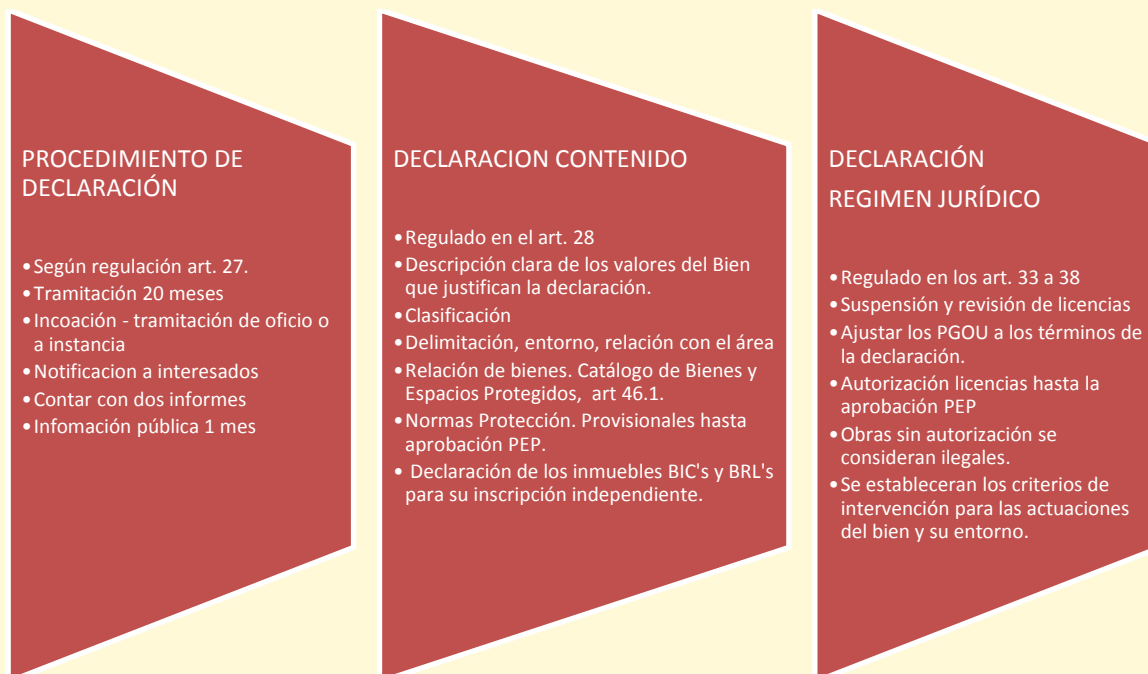 PROCEDIMIENTO DE
DECLARACIÓN
•Según regulación art. 27.
•Tramitación 20 meses
•Incoación - tramitación de oficio o
a instancia
•Notificacion a interesados
•Contar con dos informes
•Infomación pública 1 mes
DECLARACION CONTENIDO
•Regulado en el art. 28
•Descripción clara de los valores del Bien
que justifican la declaración.
•Clasificación
•Delimitación, entorno, relación con el área
•Relación de bienes. Catálogo de Bienes y
Espacios Protegidos, art 46.1.
•Normas Protección. Provisionales hasta
aprobación PEP.
• Declaración de los inmuebles BIC's y BRL's
para su inscripción independiente.
DECLARACIÓN
REGIMEN JURÍDICO
•Regulado en los art. 33 a 38
•Suspensión y revisión de licencias
•Ajustar los PGOU a los términos de
la declaración.
•Autorización licencias hasta la
aprobación PEP
•Obras sin autorización se
consideran ilegales.
•Se estableceran los criterios de
intervención para las actuaciones
del bien y su entorno.